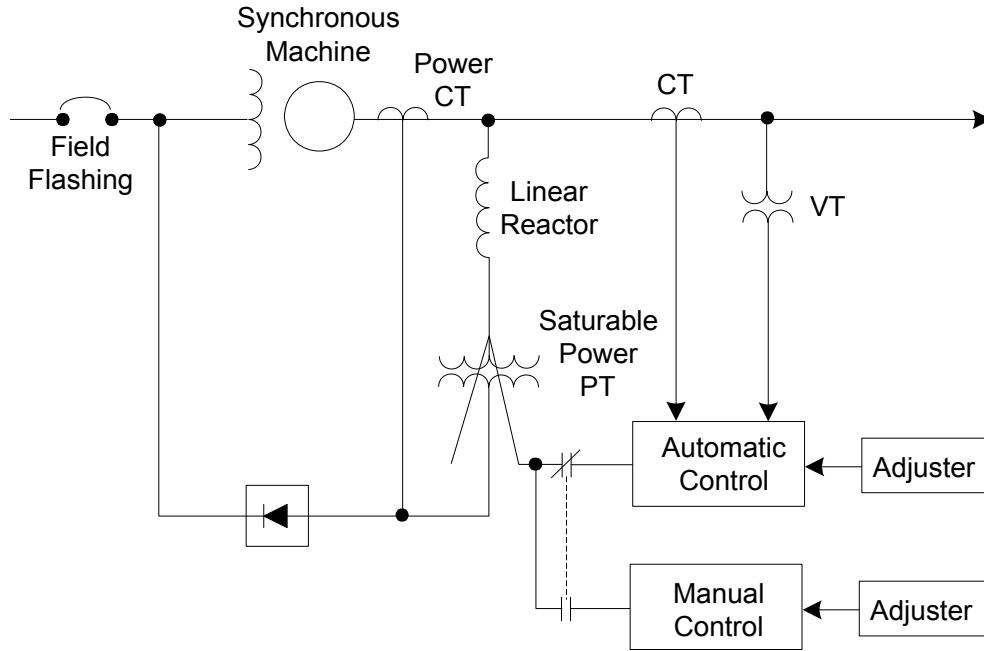 Synchronous
Machine
Power
CT
CT
Field
Flashing
Linear
Reactor
VT
Saturable
Power
PT
Automatic
Control
Adjuster
Manual
Control
Adjuster